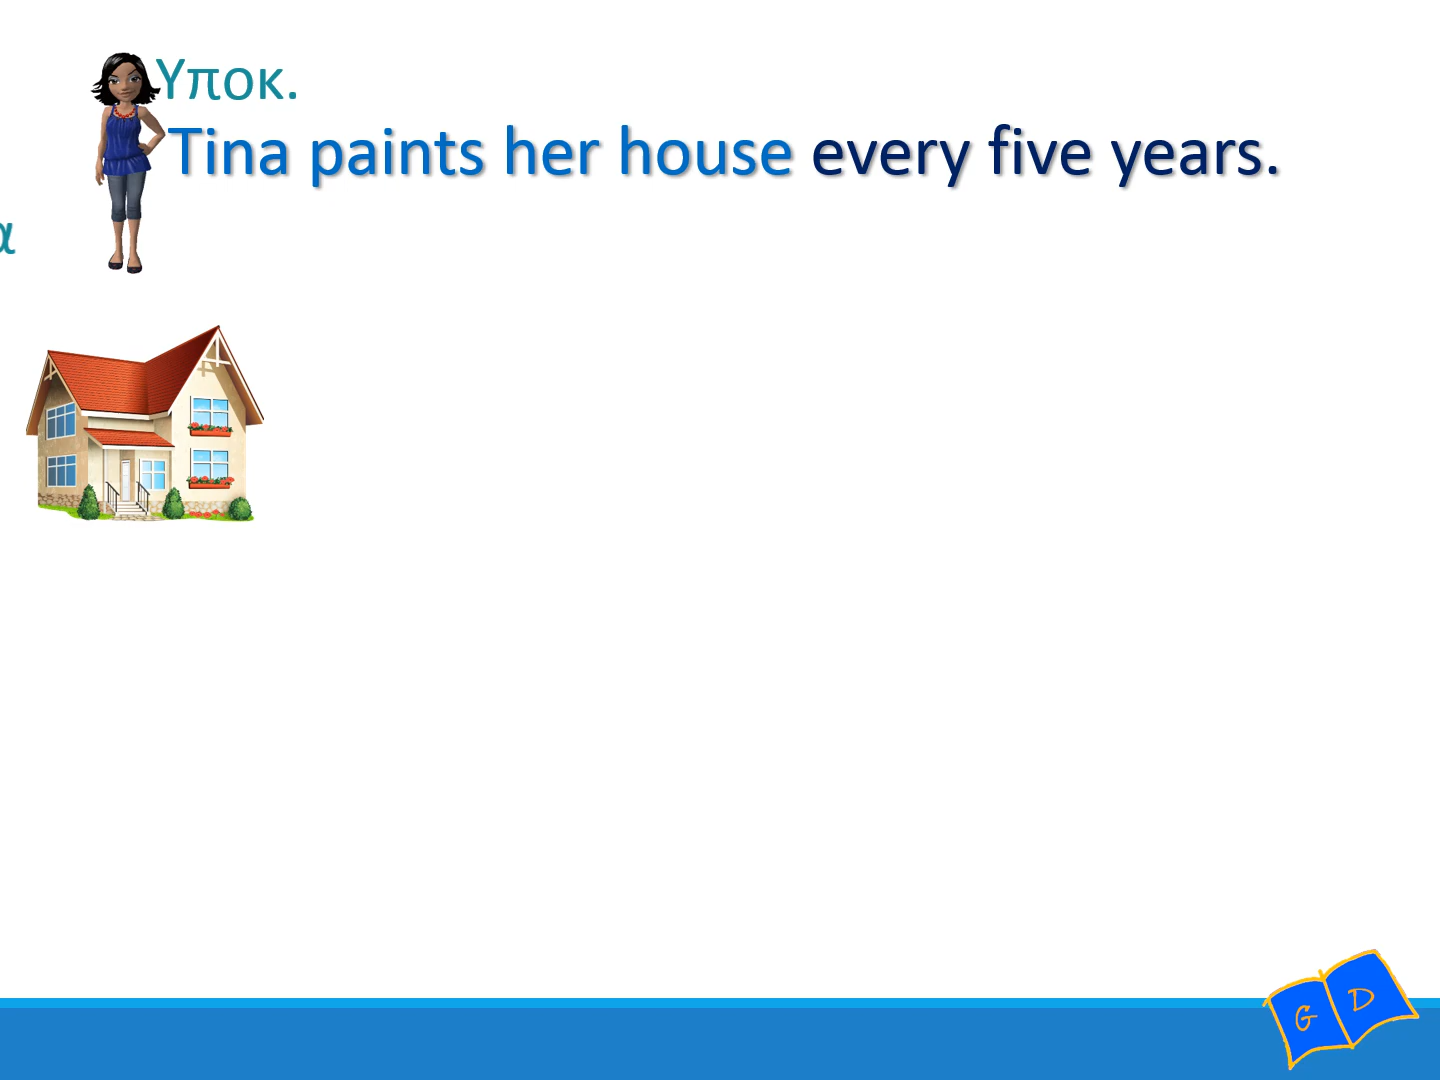 Υποκ.
Tina paints her house every five years.
α
G D